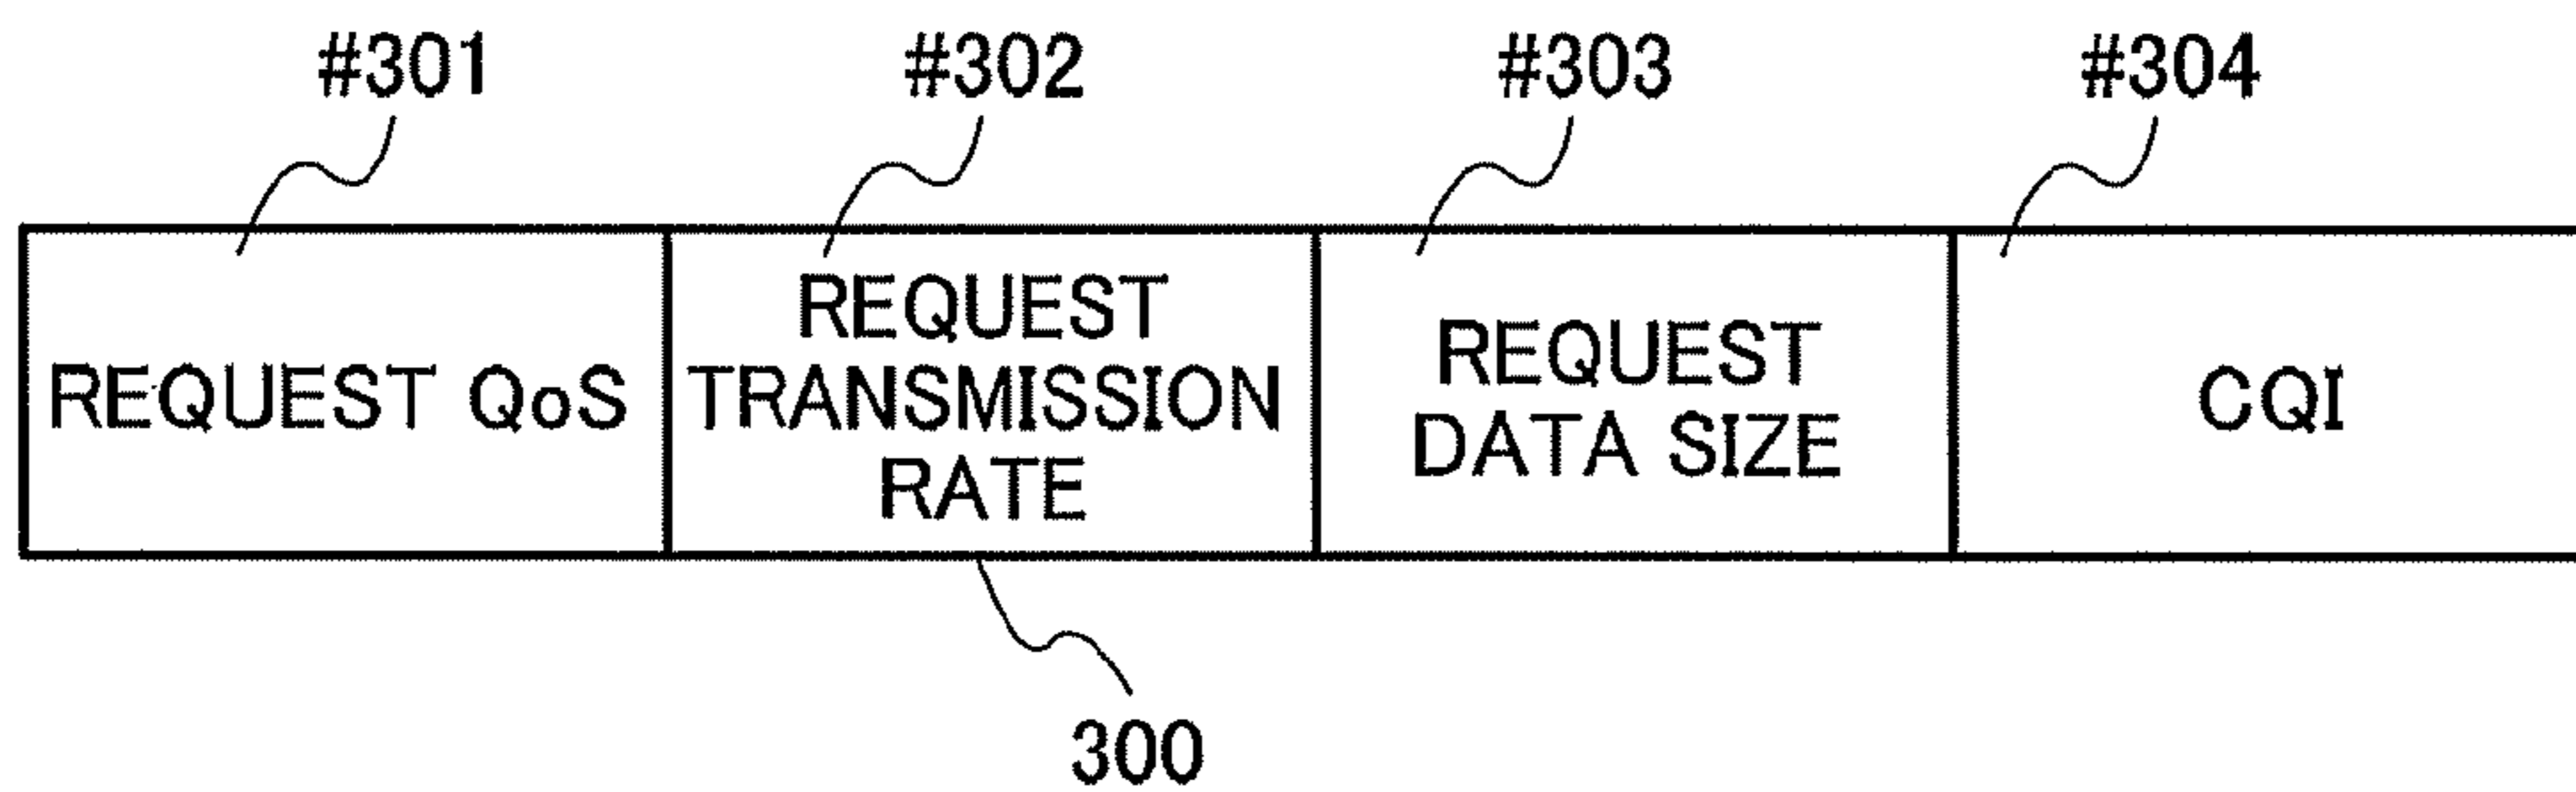 #301
#302
#303
#304
REQUEST QoS
REQUEST
TRANSMISSION
RATE
REQUEST
DATA SIZE
CQI
300